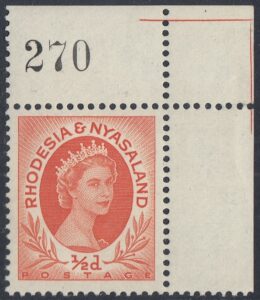 270
RHODESIA & NYASALAND
½d
POSTAGE